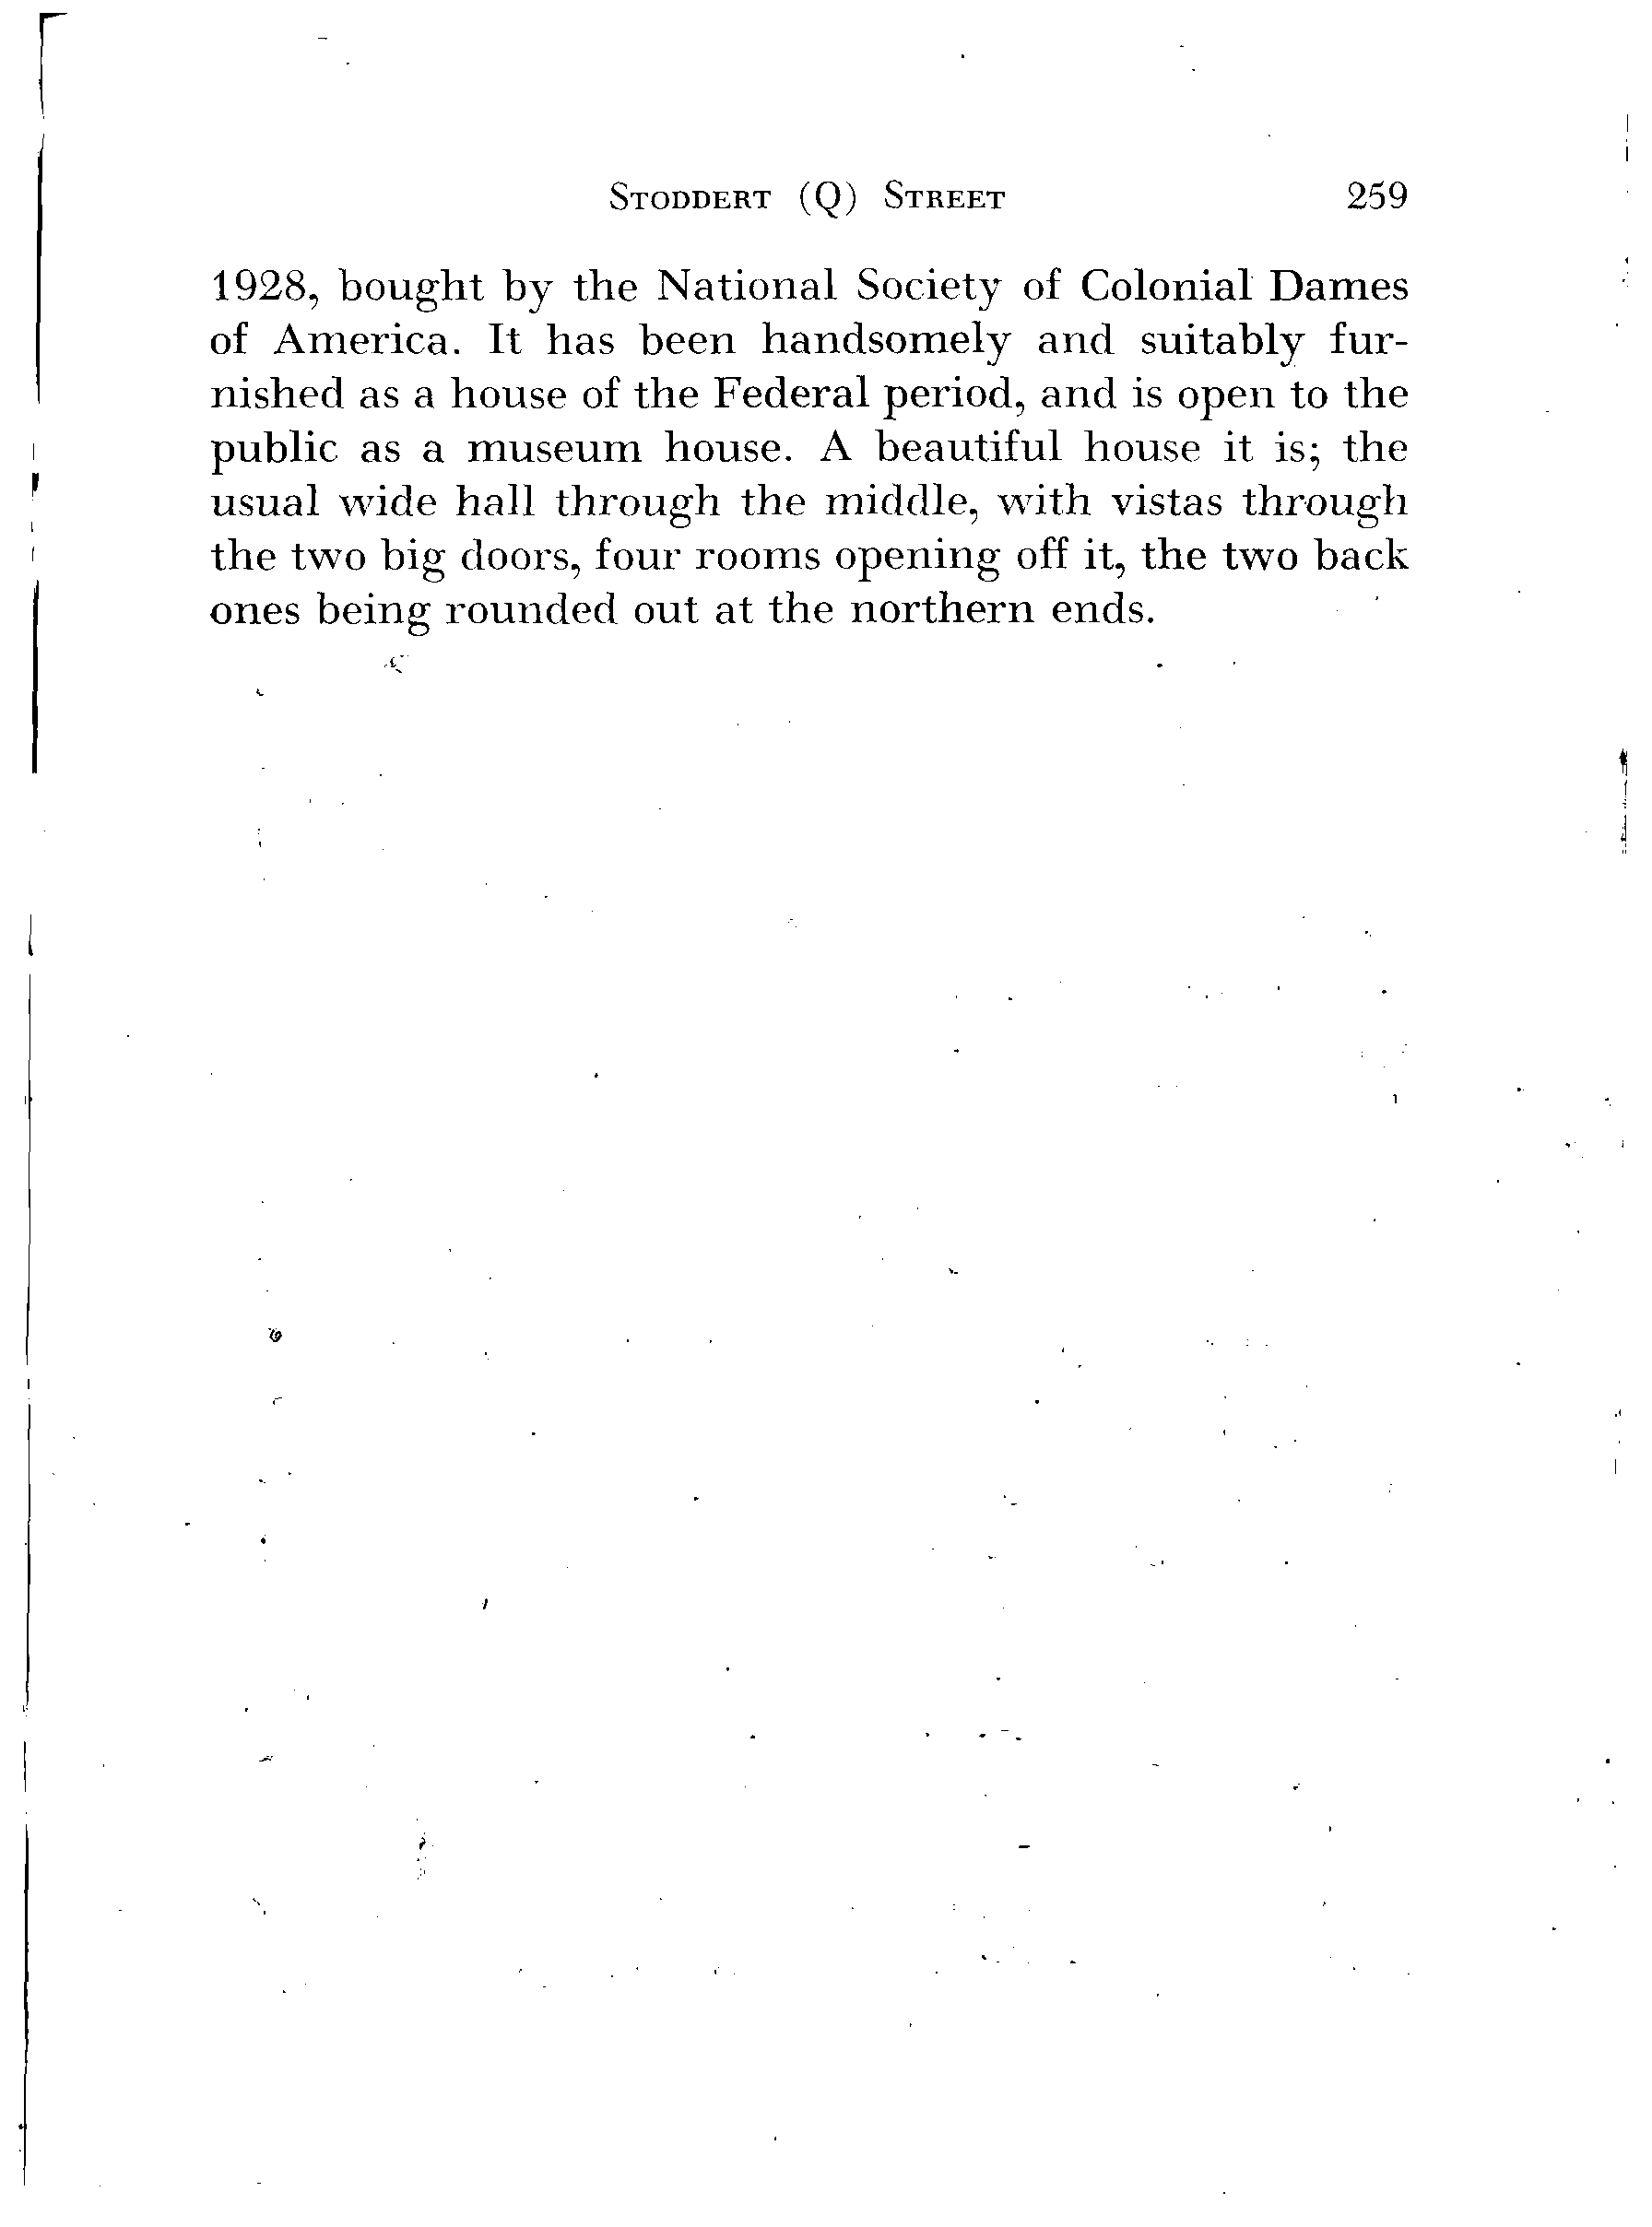 Stoddert (Q) Street 259
1928, bought by the National Society of Colonial Dames
of America. It has been handsomely and suitably fur-
nished as a house of the Federal period, and is open to the
public as a museum house. A beautiful house it is; the
usual wide hall through the middle, with vistas through
the two big doors, four rooms opening off it, the two back
ones being rounded out at the northern ends.